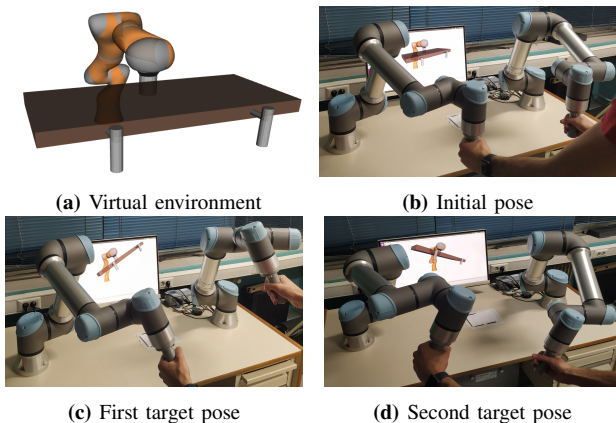 (a) Virtual environment
(b) Initial pose
(c) First target pose
(d) Second target pose